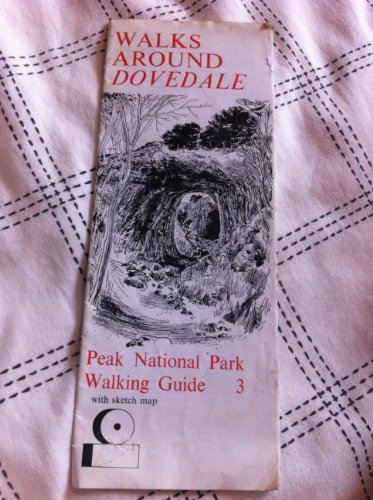 WALKS
AROUND
DOVEDALE
Peak National Park
Walking Guide 3
with sketch map